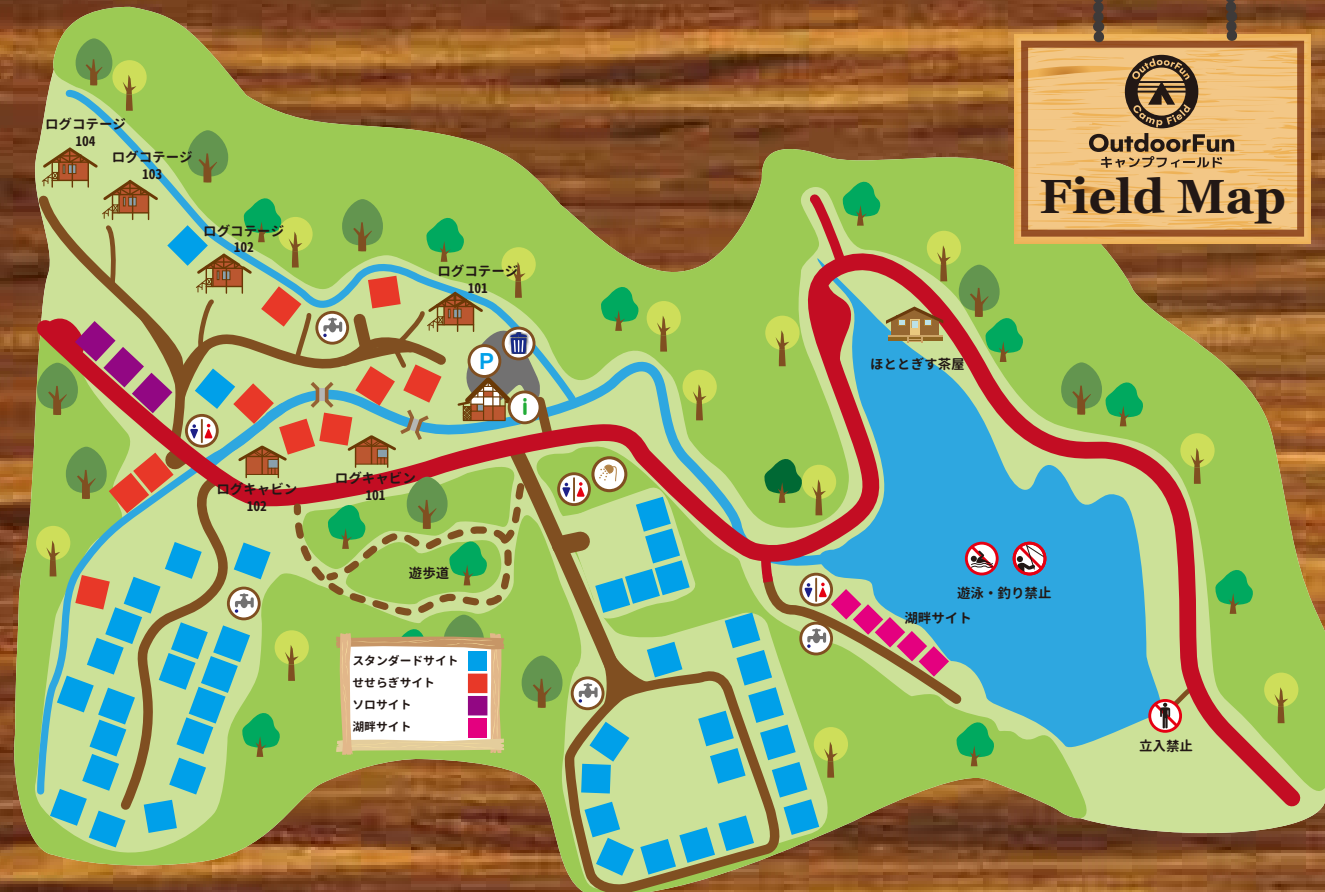 OutdoorFun
Camp Field
OutdoorFun
キャンプフィールド
Field Map
ログコテージ
104
ログコテージ
103
ログコテージ
102
ログコテージ
101
P
i
ほととぎす茶屋
ログキャビン
102
ログキャビン
101
遊歩道
遊泳・釣り禁止
湖畔サイト
立入禁止
スタンダードサイト
せせらぎサイト
ソロサイト
湖畔サイト